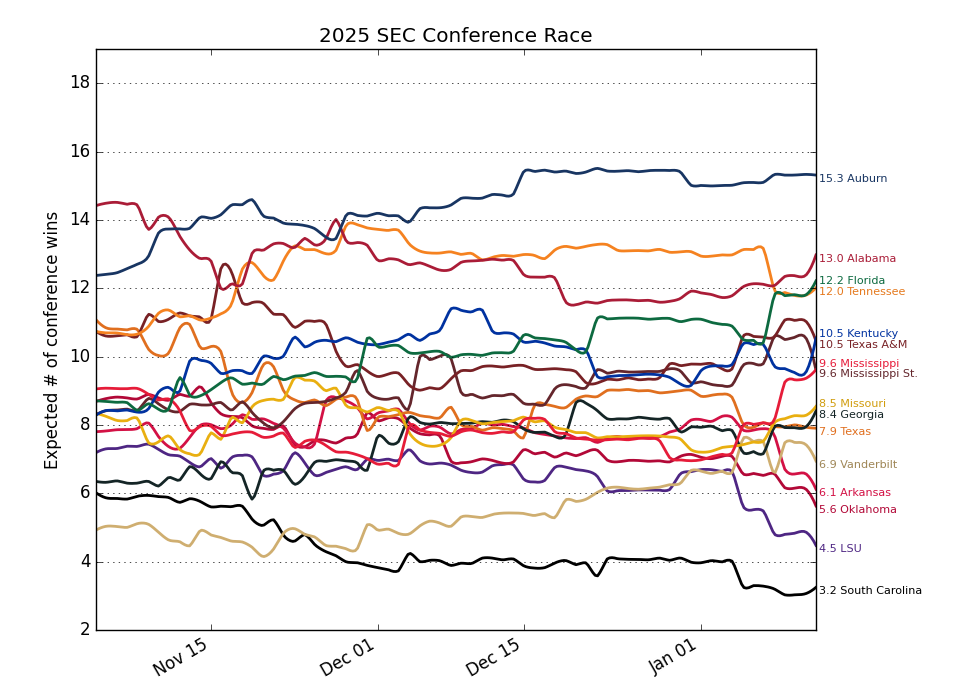 2025 SEC Conference Race
Expected # of conference wins
18
16
14
12
10
8
6
4
2
Nov 15
Dec 01
Dec 15
Jan 01
15.3 Auburn
13.0 Alabama
12.2 Florida
12.0 Tennessee
10.5 Kentucky
10.5 Texas A&M
9.6 Mississippi
9.6 Mississippi St.
8.5 Missouri
8.4 Georgia
7.9 Texas
6.9 Vanderbilt
6.1 Arkansas
5.6 Oklahoma
4.5 LSU
3.2 South Carolina